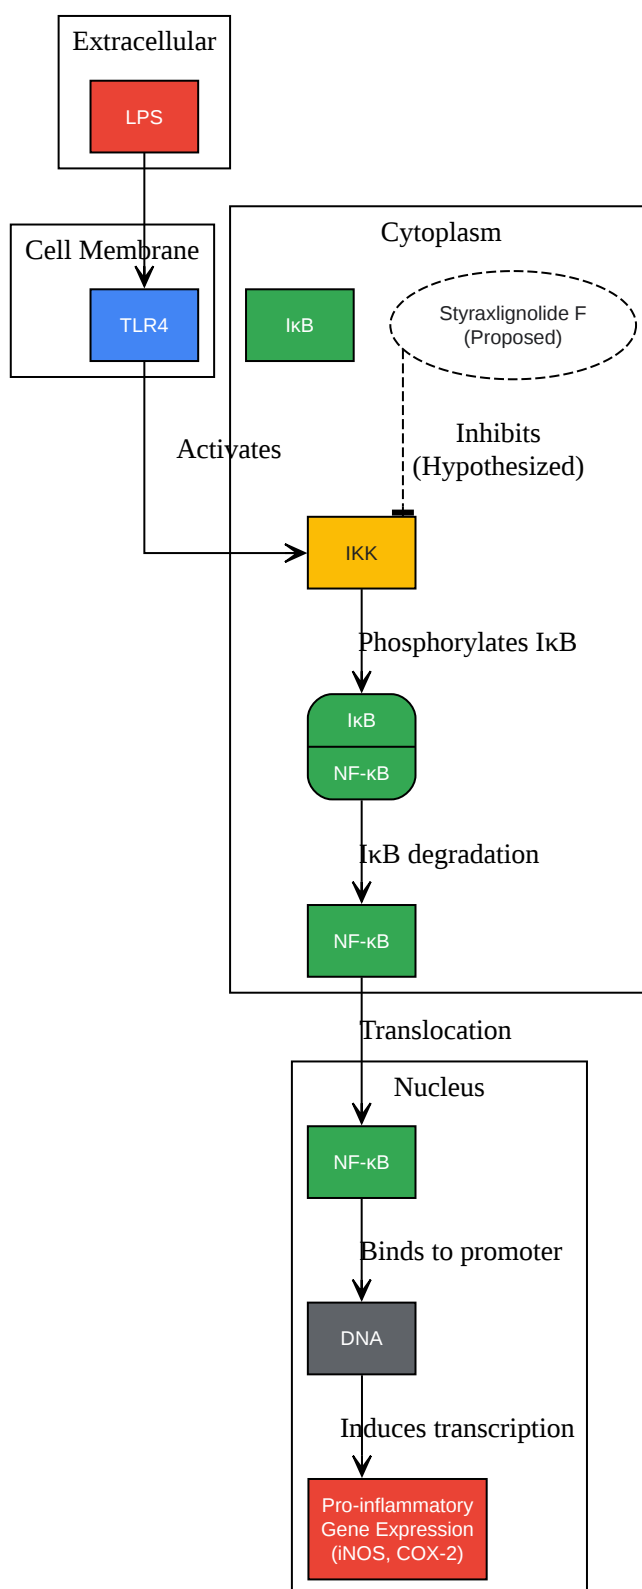 Extracellular
LPS
Cell Membrane
TLR4
Cytoplasm
IκB
Styraxlignolide F
(Proposed)
Activates
Inhibits
(Hypothesized)
IKK
Phosphorylates IκB
IκB
NF-κB
IκB degradation
NF-κB
Translocation
Nucleus
NF-κB
Binds to promoter
DNA
Induces transcription
Pro-inflammatory
Gene Expression
(iNOS, COX-2)